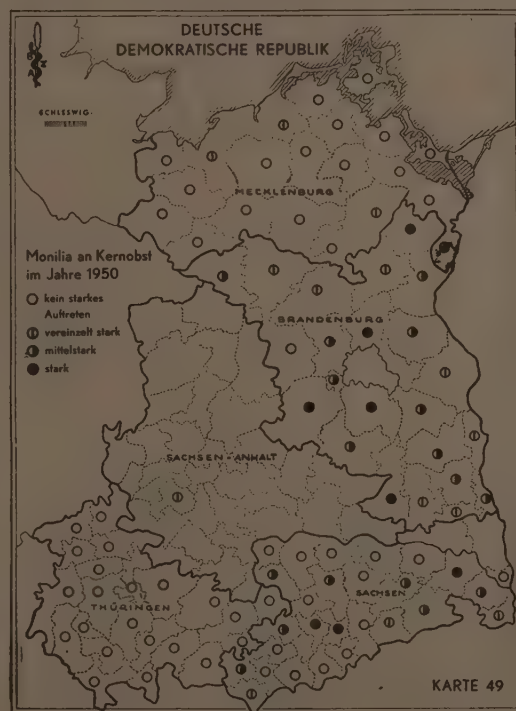 DEUTSCHE
DEMOKRATISCHE REPUBLIK
SCHLESWIG-
MECKLENBURG
Monilia an Kernobst
im Jahre 1950
kein starkes
Auftreten
vereinzelt stark
mittelstark
stark
BRANDENBURG
SACHSEN-ANHALT
SACHSEN
THÜRINGEN
KARTE 49